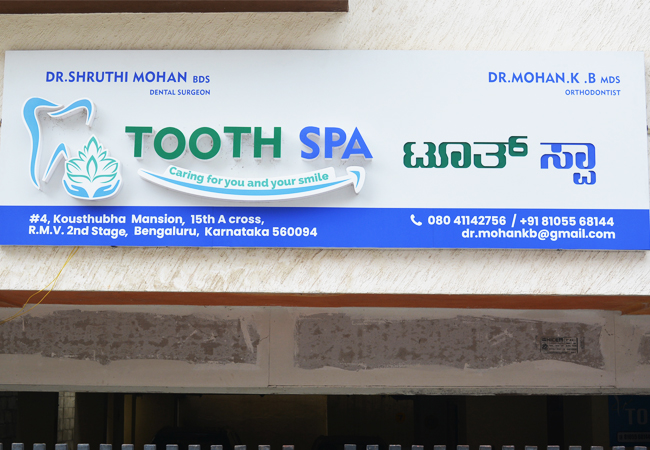 DR.SHRUTHI MOHAN BDS
DENTAL SURGEON
DR.MOHAN.K .B MDS
ORTHODONTIST
TOOTH SPA
Caring for you and your smile
ಟೂತ್ ಸ್ಪಾ
#4, Kousthubha Mansion, 15th A cross,
R.M.V. 2nd Stage, Bengaluru, Karnataka 560094
080 41142756 / +91 81055 68144
dr.mohankb@gmail.com